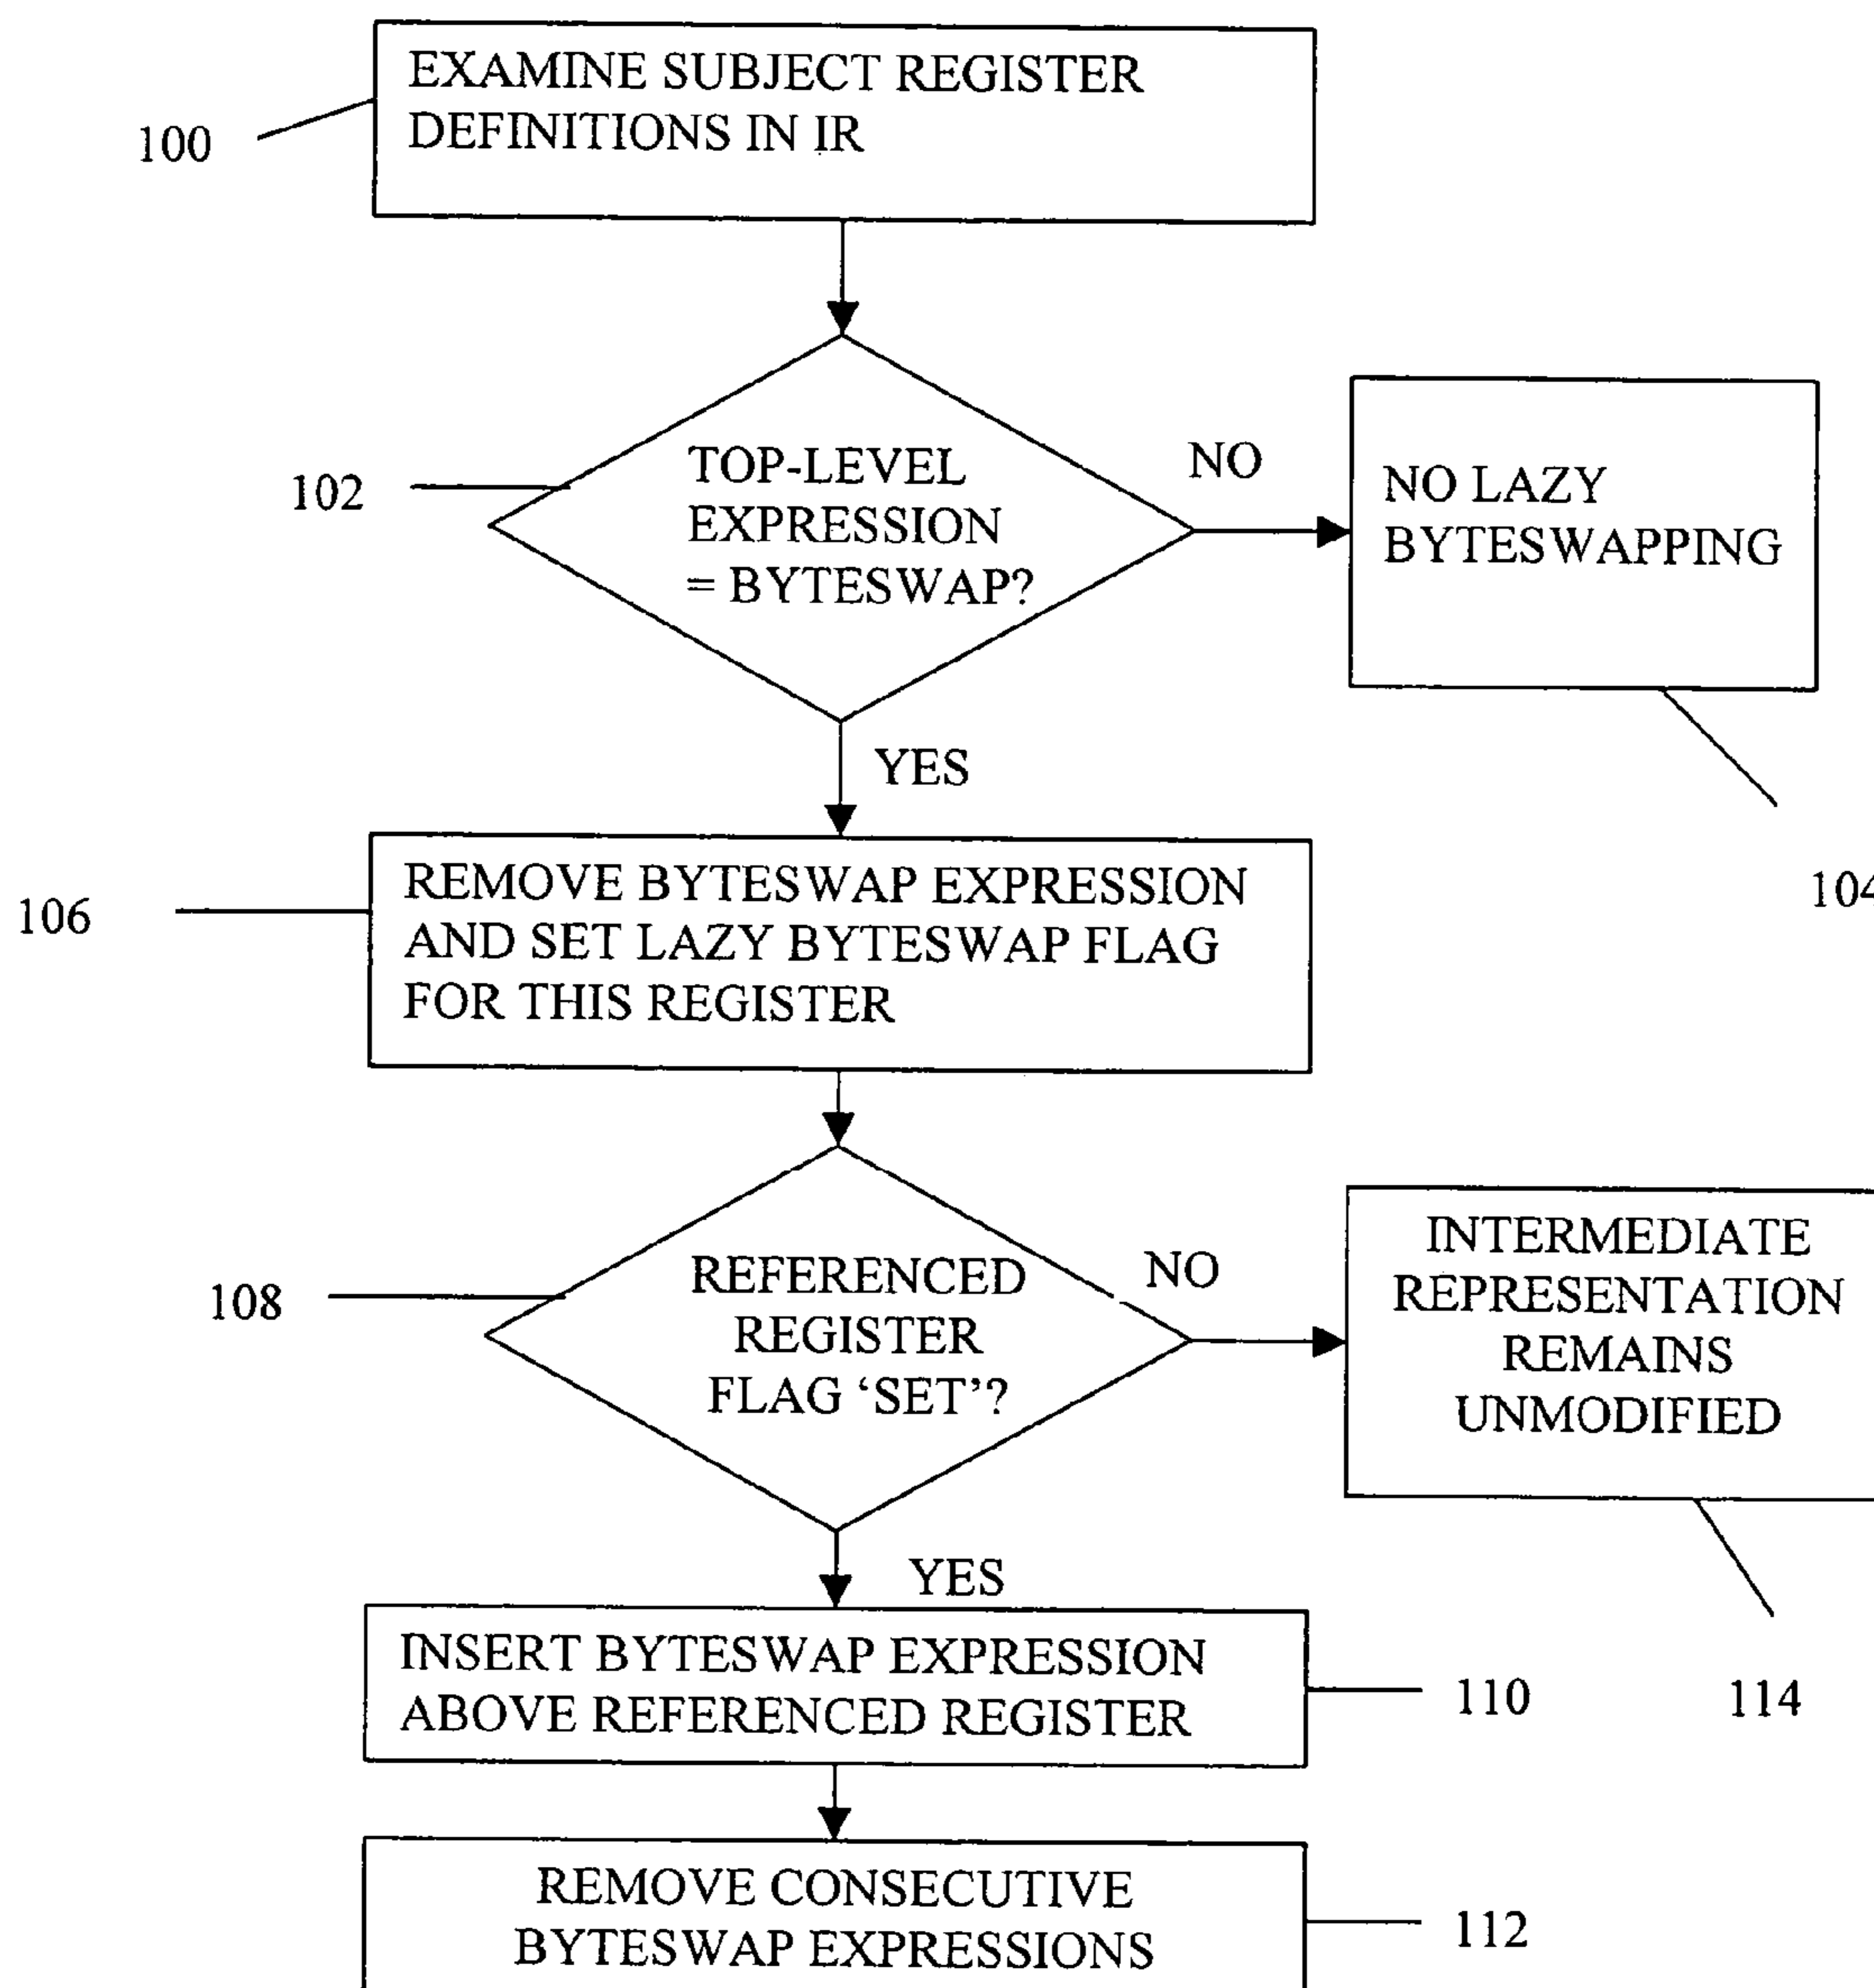 EXAMINE SUBJECT REGISTER
DEFINITIONS IN IR
100
TOP-LEVEL
EXPRESSION
= BYTESWAP?
102
NO
NO LAZY
BYTESWAPPING
104
YES
REMOVE BYTESWAP EXPRESSION
AND SET LAZY BYTESWAP FLAG
FOR THIS REGISTER
106
REFERENCED
REGISTER
FLAG ‘SET’?
108
NO
INTERMEDIATE
REPRESENTATION
REMAINS
UNMODIFIED
114
YES
INSERT BYTESWAP EXPRESSION
ABOVE REFERENCED REGISTER
110
REMOVE CONSECUTIVE
BYTESWAP EXPRESSIONS
112